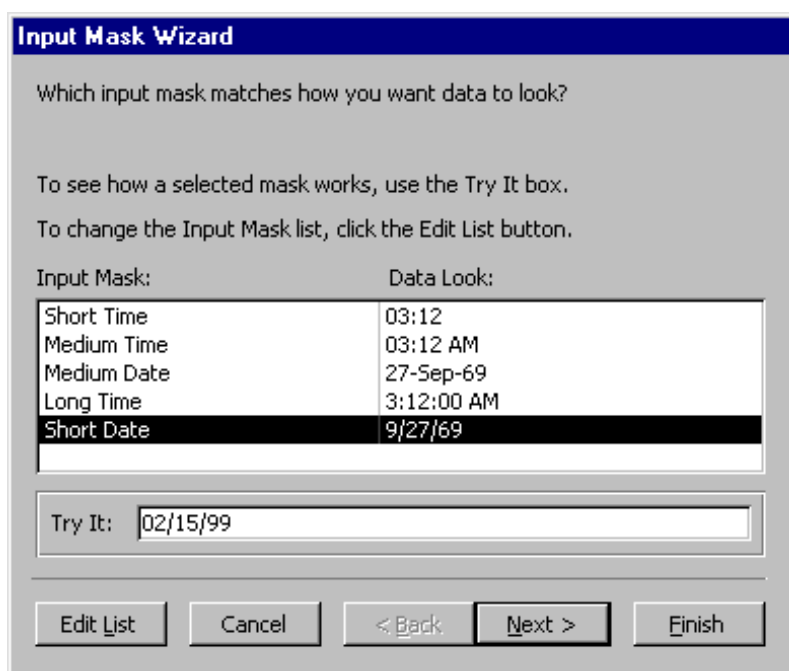 Input Mask Wizard
Which input mask matches how you want data to look?
To see how a selected mask works, use the Try It box.
To change the Input Mask list, click the Edit List button.
Input Mask: Data Look:
Short Time 03:12
Medium Time 03:12 AM
Medium Date 27-Sep-69
Long Time 3:12:00 AM
Short Date 9/27/69
Try It: 02/15/99
Edit List Cancel < Back Next > Finish